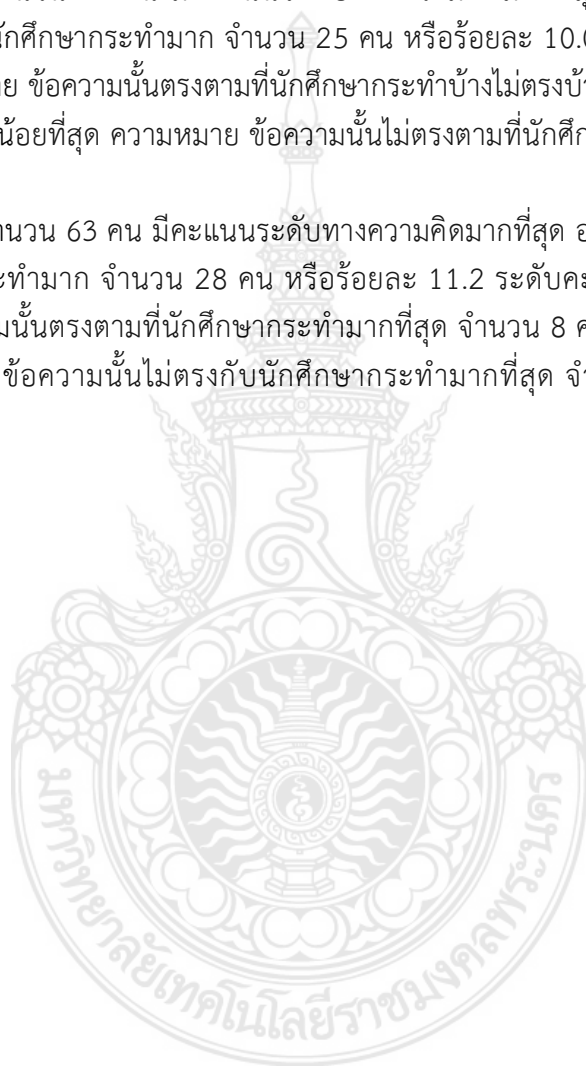 นักศึกษากระทำมาก จำนวน 25 คน หรือร้อยละ 10.0
ข้อความนั้นตรงตามที่นักศึกษากระทำบ้างไม่ตรงบ้า
น้อยที่สุด ความหมาย ข้อความนั้นไม่ตรงตามที่นักศึก
านวน 63 คน มีคะแนนระดับทางความคิดมากที่สุด อ
ะทำมาก จำนวน 28 คน หรือร้อยละ 11.2 ระดับคะ
มนั้นตรงตามที่นักศึกษากระทำมากที่สุด จำนวน 8 ค
ข้อความนั้นไม่ตรงกับนักศึกษากระทำมากที่สุด จำ
มหาวิทยาลัยเทคโนโลยีราชมงคลพระนคร